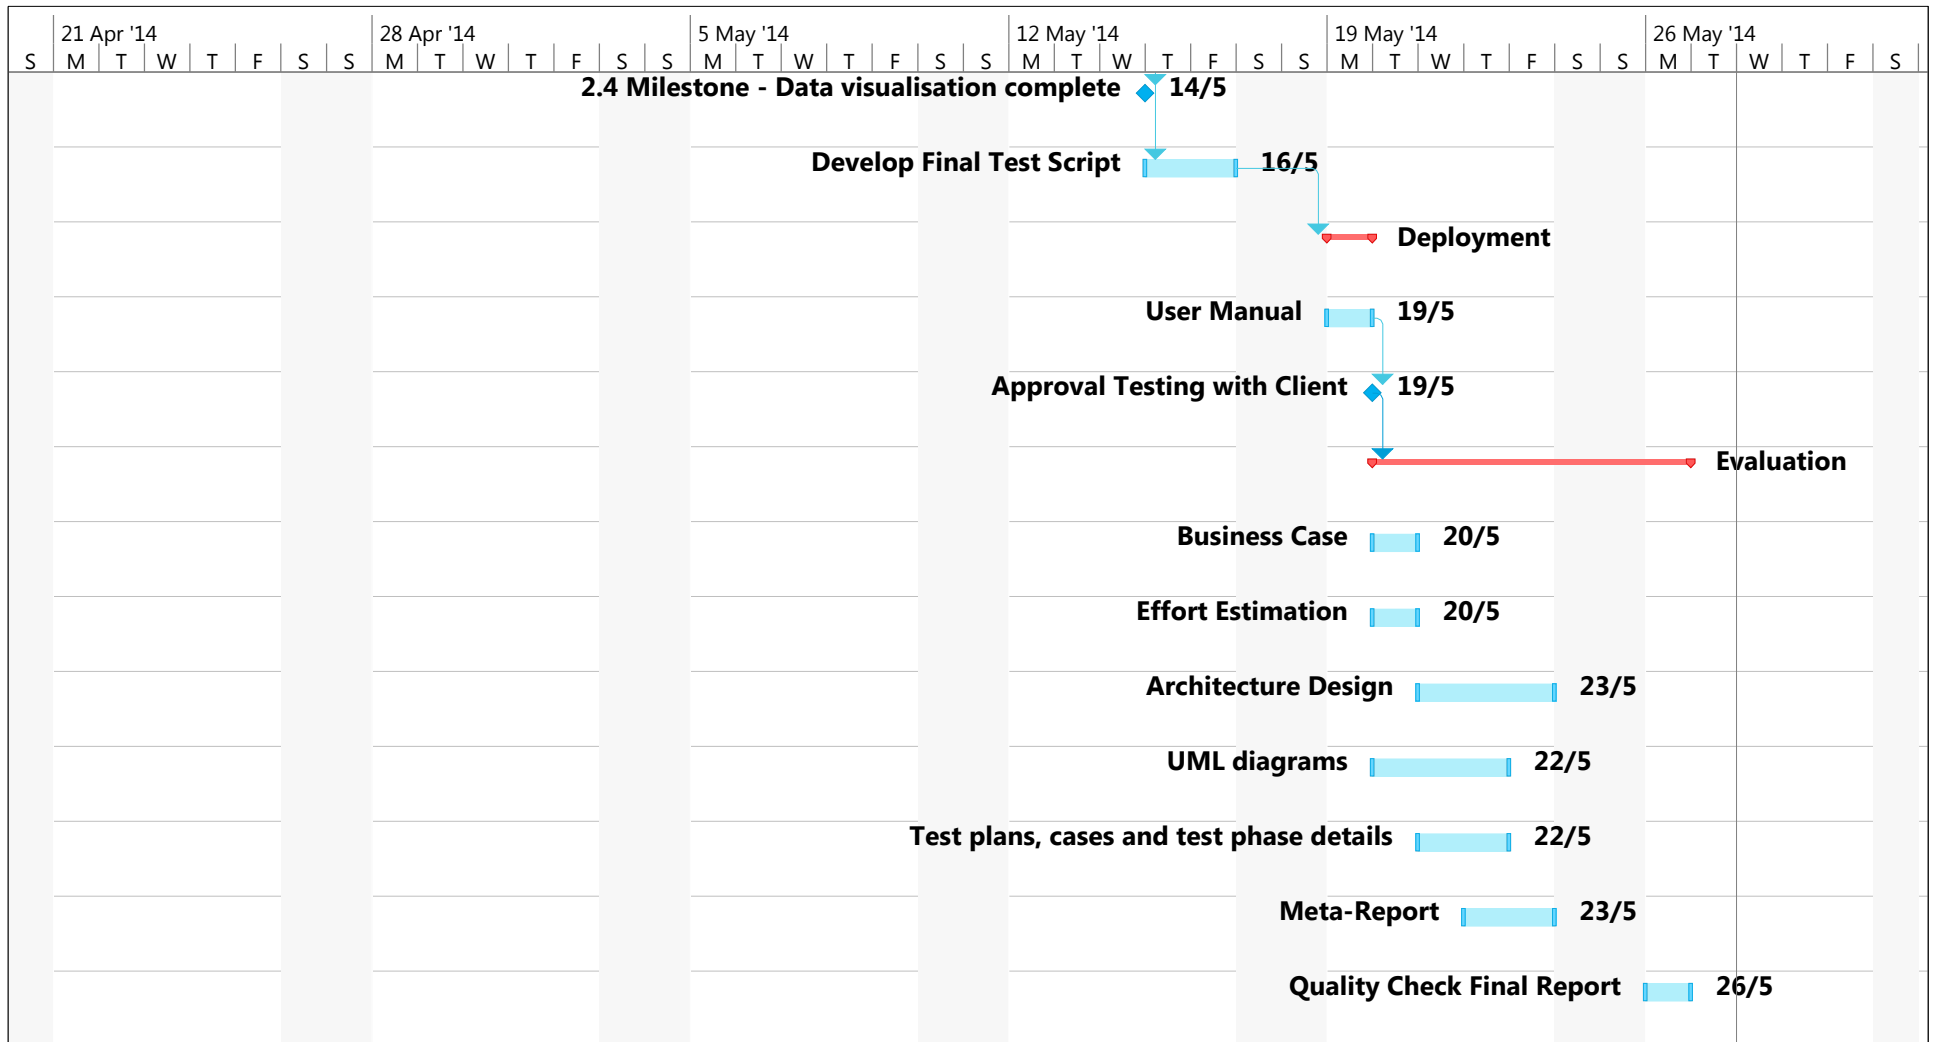 21 Apr '14 28 Apr '14 5 May '14 12 May '14 19 May '14 26 May '14
S M T W T F S S M T W T F S S M T W T F S S M T W T F S S M T W T F S S M T W T F S
2.4 Milestone - Data visualisation complete 14/5
Develop Final Test Script 16/5
Deployment
User Manual 19/5
Approval Testing with Client 19/5
Evaluation
Business Case 20/5
Effort Estimation 20/5
Architecture Design 23/5
UML diagrams 22/5
Test plans, cases and test phase details 22/5
Meta-Report 23/5
Quality Check Final Report 26/5